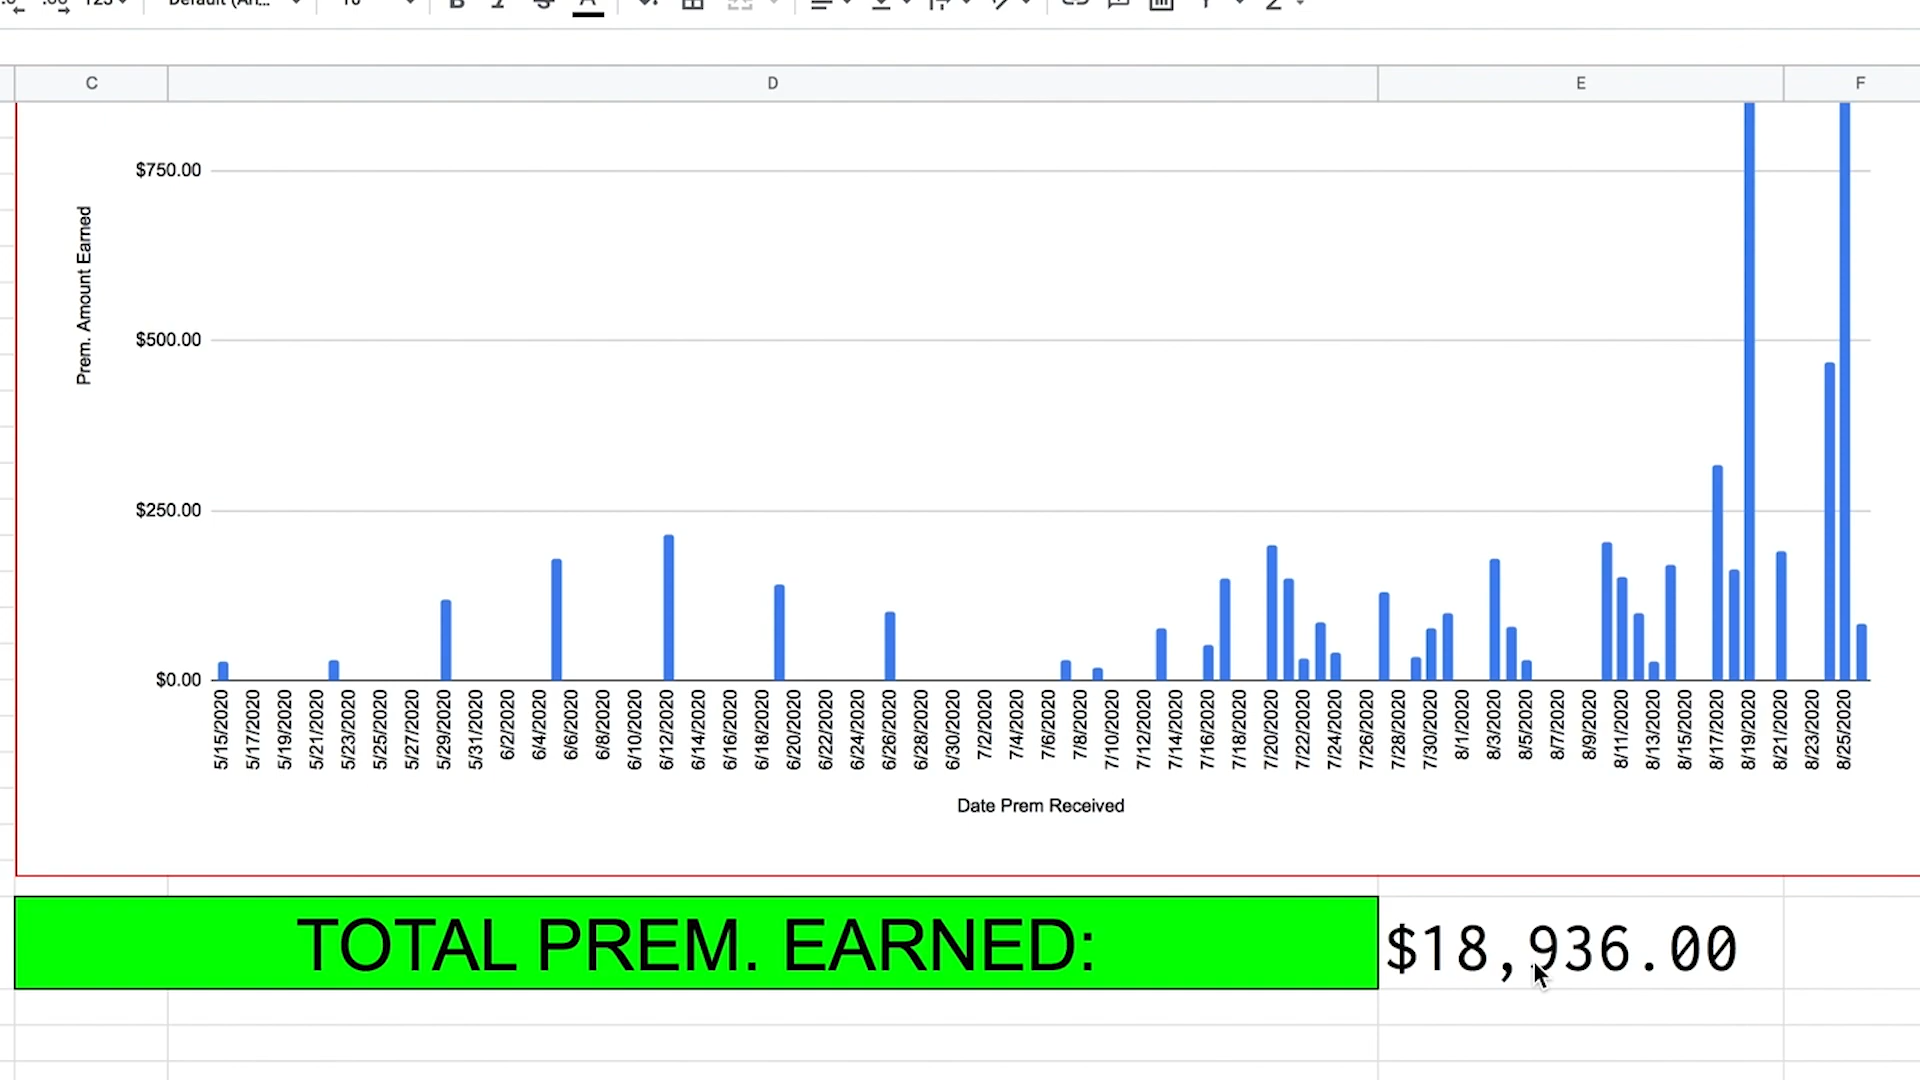 C D E F
$750.00
$500.00
$250.00
$0.00
Prem. Amount Earned
5/15/2020 5/17/2020 5/19/2020 5/21/2020 5/23/2020 5/25/2020 5/27/2020 5/29/2020 5/31/2020 6/2/2020 6/4/2020 6/6/2020 6/8/2020 6/10/2020 6/12/2020 6/14/2020 6/16/2020 6/18/2020 6/20/2020 6/22/2020 6/24/2020 6/26/2020 6/28/2020 6/30/2020 7/2/2020 7/4/2020 7/6/2020 7/8/2020 7/10/2020 7/12/2020 7/14/2020 7/16/2020 7/18/2020 7/20/2020 7/22/2020 7/24/2020 7/26/2020 7/28/2020 7/30/2020 8/1/2020 8/3/2020 8/5/2020 8/7/2020 8/9/2020 8/11/2020 8/13/2020 8/15/2020 8/17/2020 8/19/2020 8/21/2020 8/23/2020 8/25/2020
Date Prem Received
TOTAL PREM. EARNED: $18,936.00